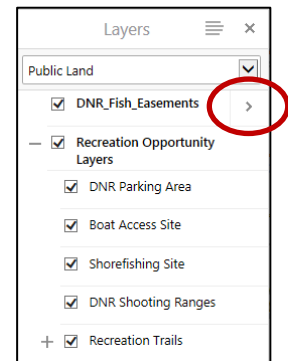 Layers
Public Land
DNR_Fish_Easements
Recreation Opportunity
Layers
DNR Parking Area
Boat Access Site
Shorefishing Site
DNR Shooting Ranges
Recreation Trails